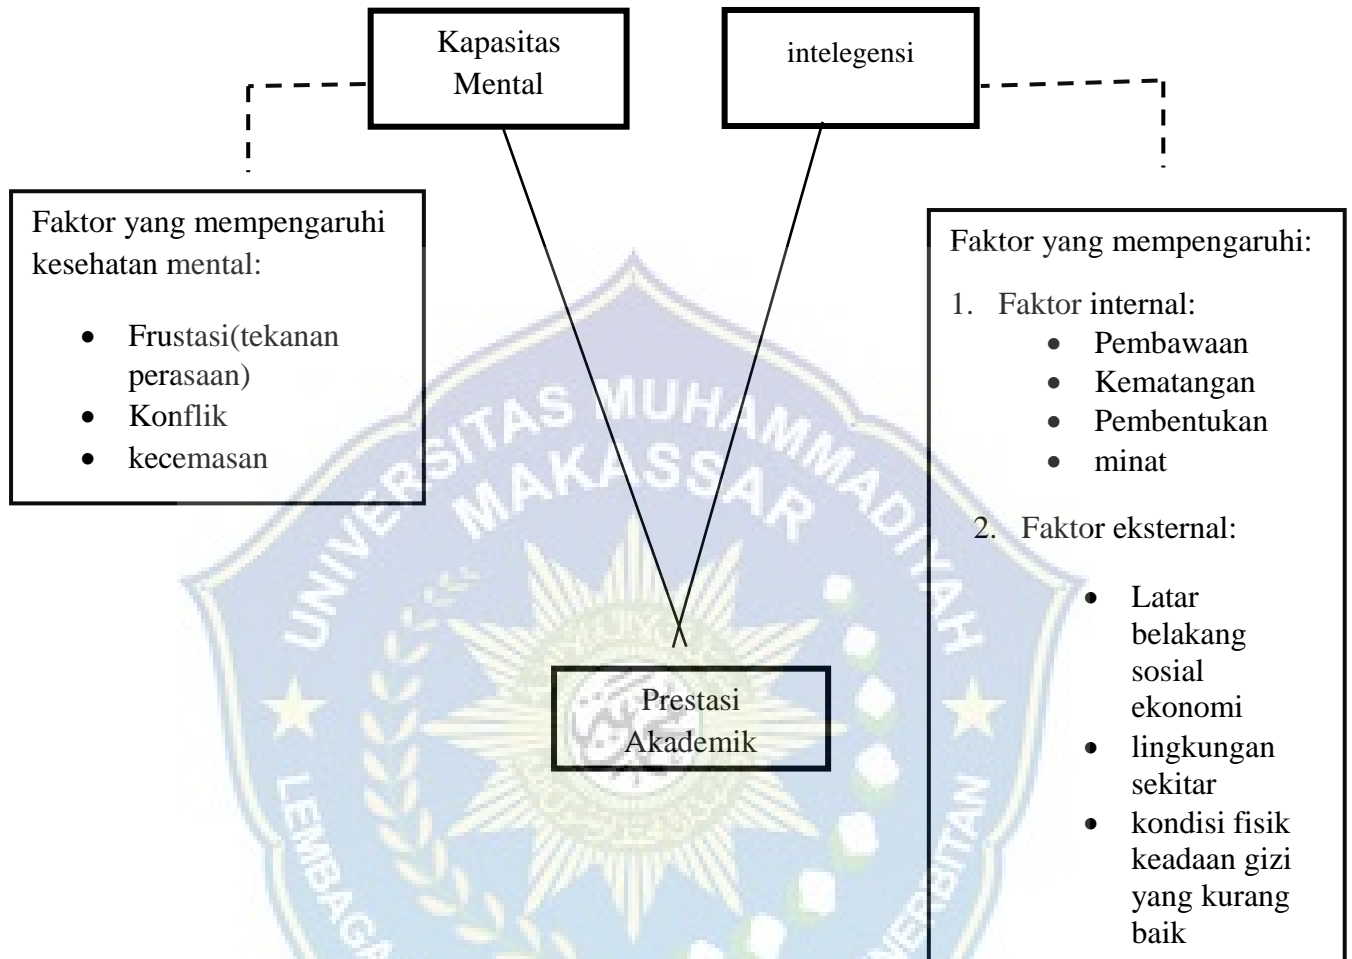 Kapasitas
Mental
intelegensi
Faktor yang mempengaruhi
kesehatan mental:
• Frustasi(tekanan
perasaan)
• Konflik
• kecemasan
Faktor yang mempengaruhi:
1. Faktor internal:
• Pembawaan
• Kematangan
• Pembentukan
• minat
2. Faktor eksternal:
• Latar
belakang
sosial
ekonomi
• lingkungan
sekitar
• kondisi fisik
keadaan gizi
yang kurang
baik
Prestasi
Akademik
UNIVERSITAS MUHAMMADIYAH
MAKASSAR
LEMBAGA